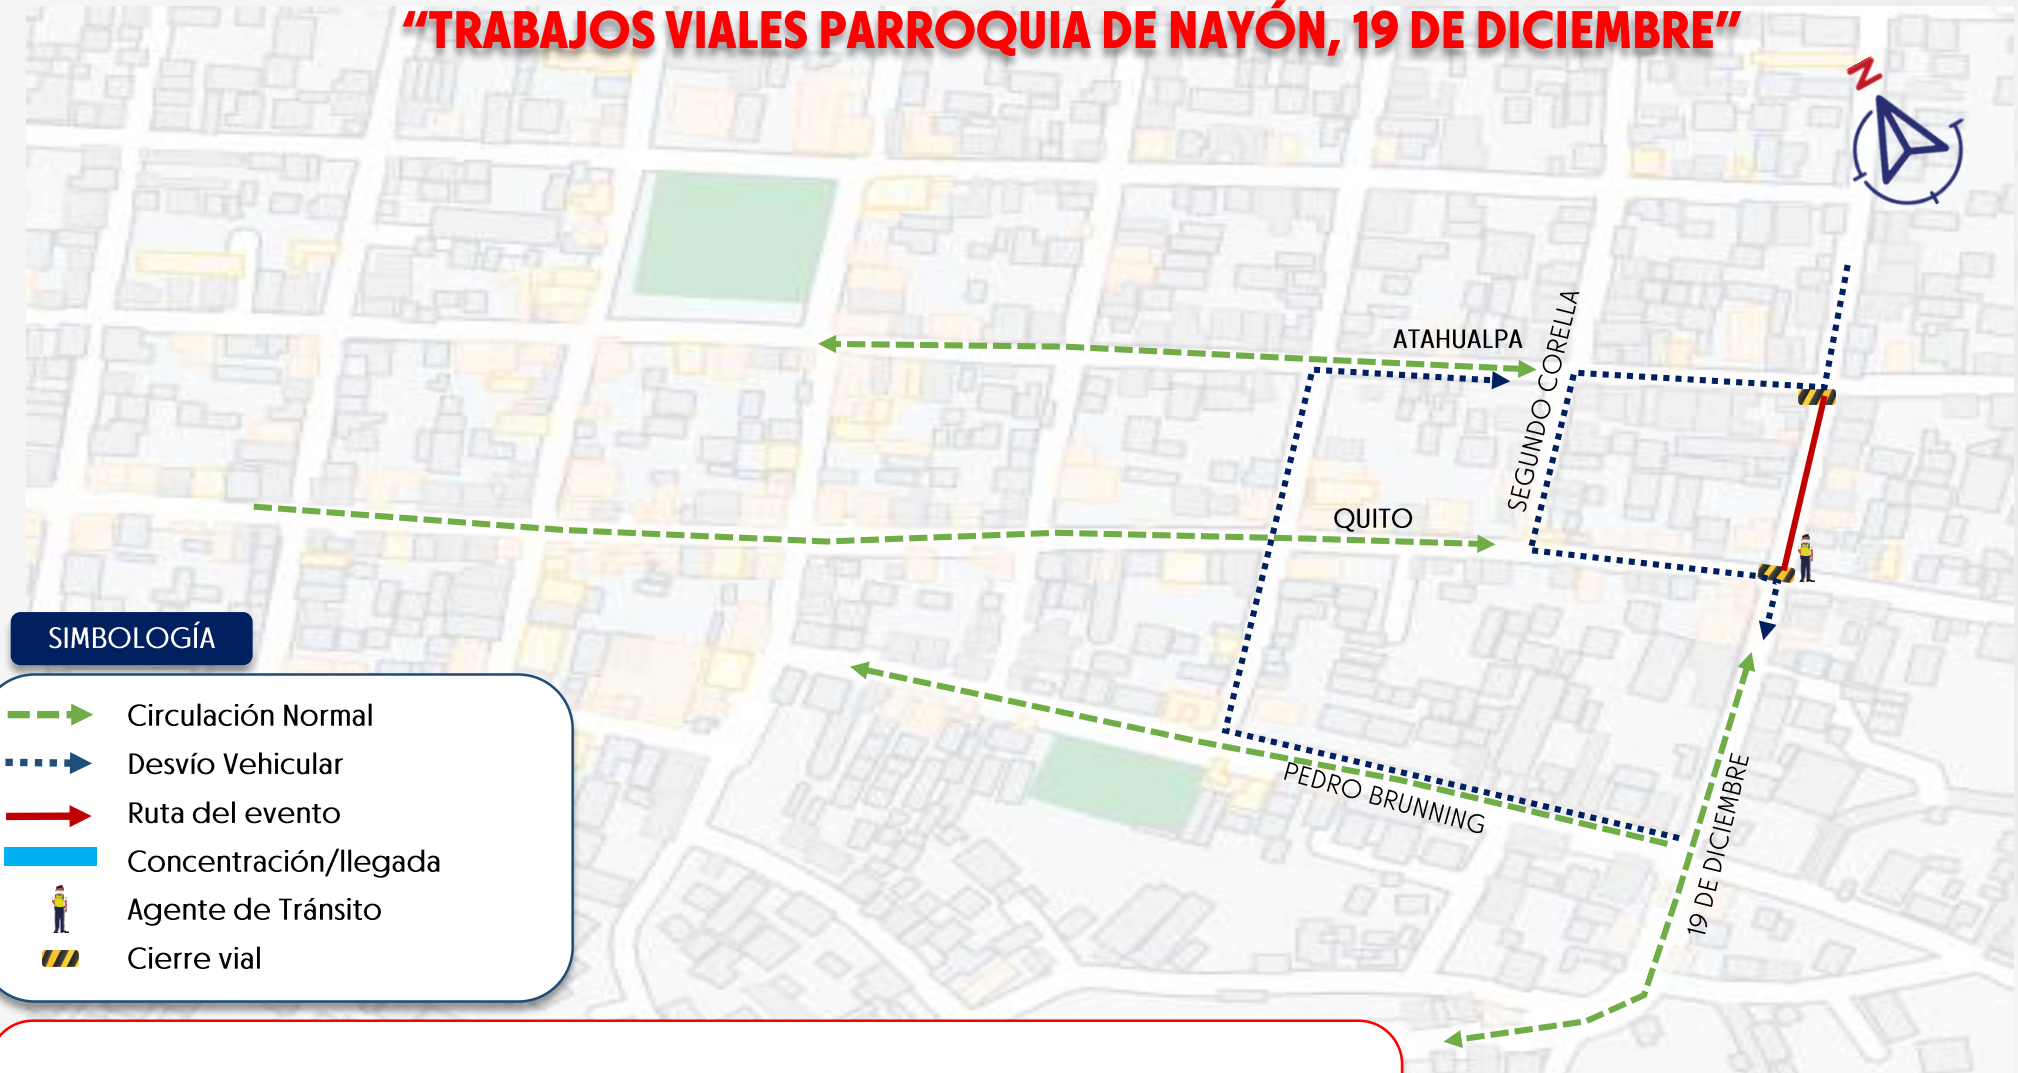 “TRABAJOS VIALES PARROQUIA DE NAYÓN, 19 DE DICIEMBRE”
N
ATAHUALPA
SEGUNDO CORELLA
QUITO
PEDRO BRUNNING
19 DE DICIEMBRE
SIMBOLOGÍA
Circulación Normal
Desvío Vehicular
Ruta del evento
Concentración/llegada
Agente de Tránsito
Cierre vial